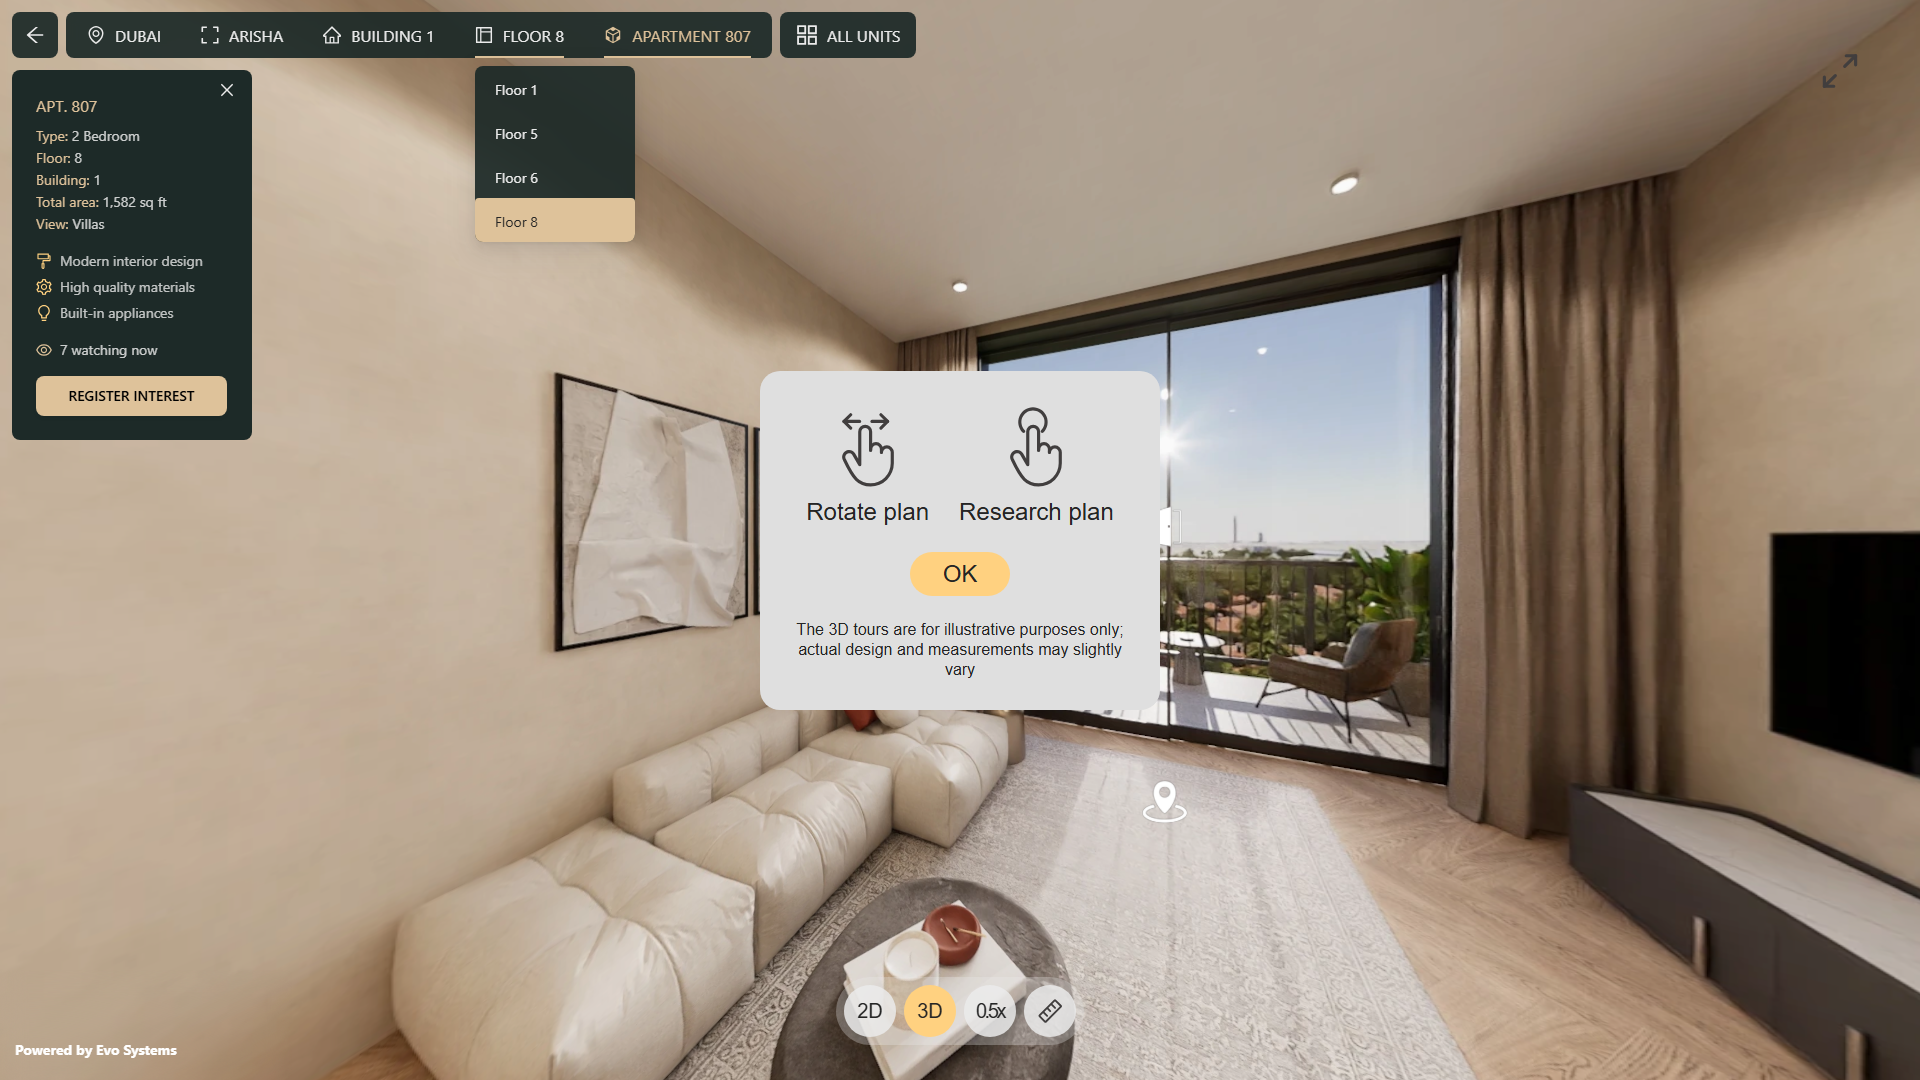 DUBAI
ARISHA
BUILDING 1
FLOOR 8
APARTMENT 807
ALL UNITS
Floor 1
Floor 5
Floor 6
Floor 8
APT. 807
Type: 2 Bedroom
Floor: 8
Building: 1
Total area: 1,582 sq ft
View: Villas
Modern interior design
High quality materials
Built-in appliances
7 watching now
REGISTER INTEREST
Rotate plan
Research plan
OK
The 3D tours are for illustrative purposes only;
actual design and measurements may slightly
vary
2D
3D
0.5x
Powered by Evo Systems